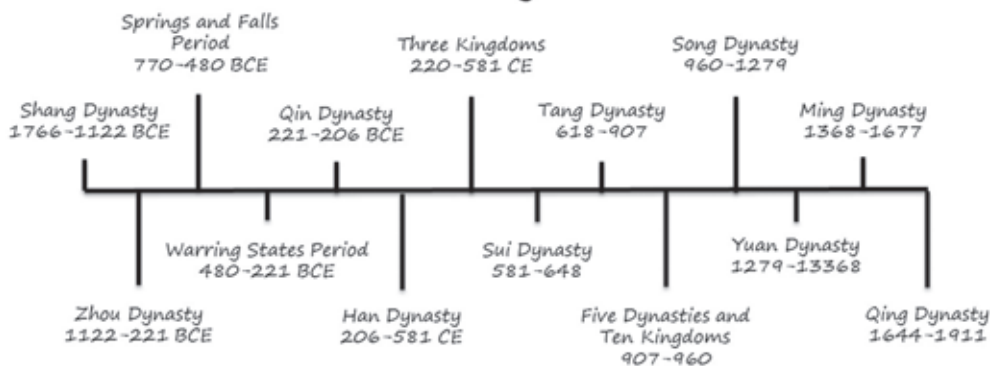 Springs and Falls
Period
770-480 BCE
Three Kingdoms
220-581 CE
Song Dynasty
960-1279
Shang Dynasty
1766-1122 BCE
Qin Dynasty
221-206 BCE
Tang Dynasty
618-907
Ming Dynasty
1368-1677
Warring States Period
480-221 BCE
Sui Dynasty
581-648
Yuan Dynasty
1279-13368
Zhou Dynasty
1122-221 BCE
Han Dynasty
206-581 CE
Five Dynasties and
Ten Kingdoms
907-960
Qing Dynasty
1644-1911